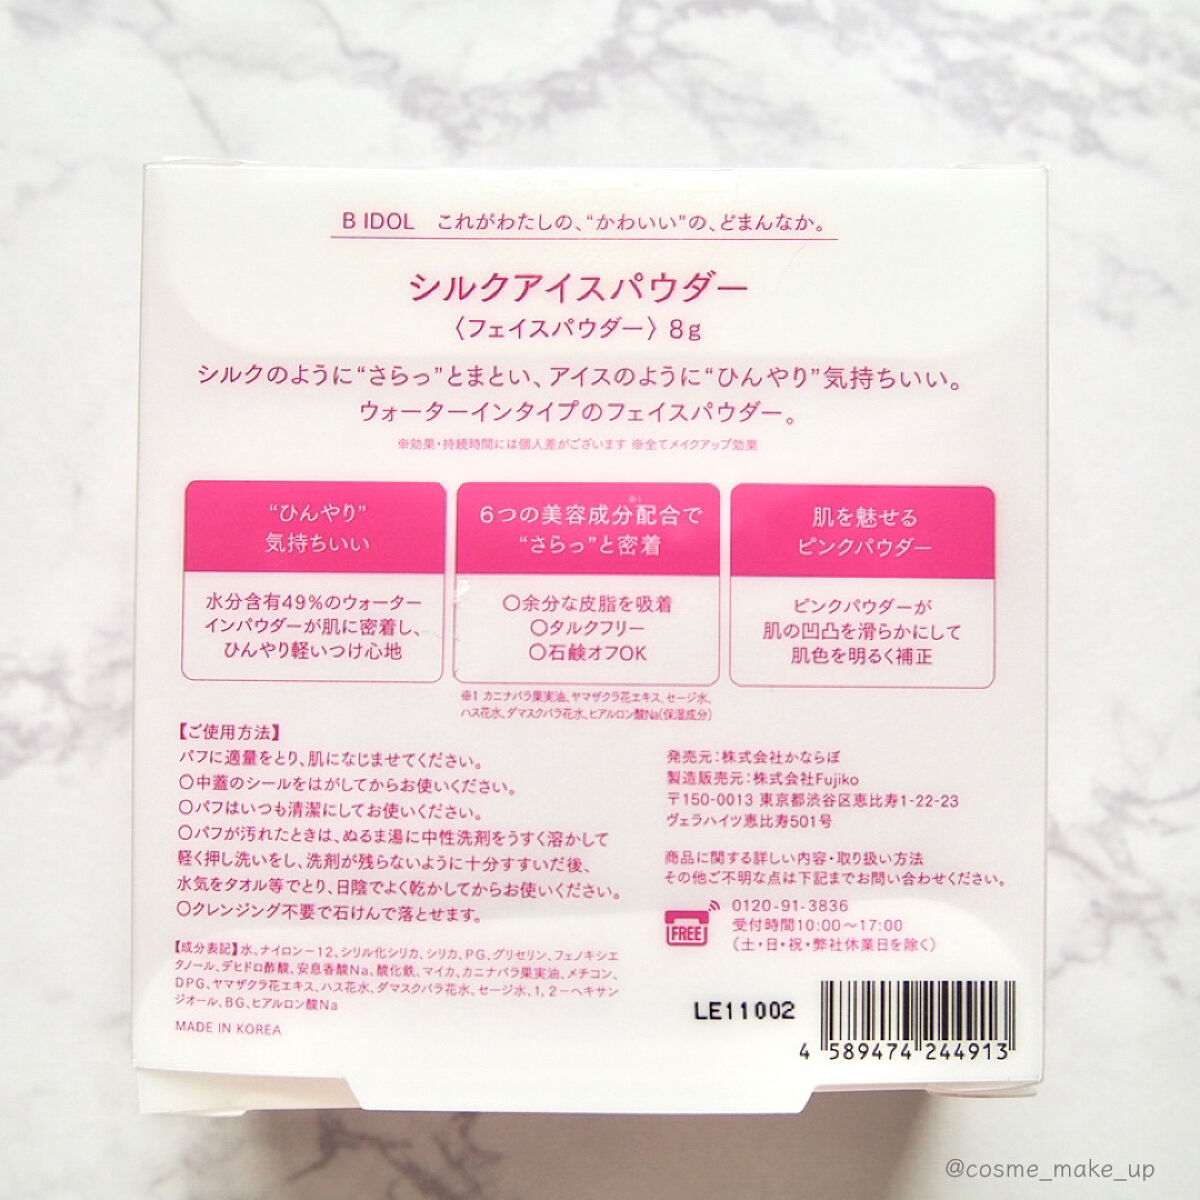 B IDOL これがわたしの、“かわいい”の、どまんなか。
シルクアイスパウダー
〈フェイスパウダー〉8g
シルクのように“さらっ”とまとい、アイスのように“ひんやり”気持ちいい。
ウォーターインタイプのフェイスパウダー。
※効果・持続時間には個人差がございます ※全てメイクアップ効果
“ひんやり”
気持ちいい
水分含有49%のウォーター
インパウダーが肌に密着し、
ひんやり軽いつけ心地
※1
6つの美容成分配合で
“さらっ”と密着
○余分な皮脂を吸着
○タルクフリー
○石鹸オフOK
肌を魅せる
ピンクパウダー
ピンクパウダーが
肌の凹凸を滑らかにして
肌色を明るく補正
※1 カニナバラ果実油、ヤマザクラ花エキス、セージ水、
ハス花水、ダマスクバラ花水、ヒアルロン酸Na(保湿成分)
【ご使用方法】
パフに適量をとり、肌になじませてください。
○中蓋のシールをはがしてからお使いください。
○パフはいつも清潔にしてお使いください。
○パフが汚れたときは、ぬるま湯に中性洗剤をうすく溶かして
軽く押し洗いをし、洗剤が残らないように十分すすいだ後、
水気をタオル等でとり、日陰でよく乾かしてからお使いください。
○クレンジング不要で石けんで落とせます。
【成分表記】水、ナイロン-12、シリル化シリカ、シリカ、PG、グリセリン、フェノキシエ
タノール、デヒドロ酢酸、安息香酸Na、酸化鉄、マイカ、カニナバラ果実油、メチコン、
DPG、ヤマザクラ花エキス、ハス花水、ダマスクバラ花水、セージ水、1,2-ヘキサン
ジオール、BG、ヒアルロン酸Na
MADE IN KOREA
発売元:株式会社かならぼ
製造販売元:株式会社Fujiko
〒150-0013 東京都渋谷区恵比寿1-22-23
ヴェラハイツ恵比寿501号
商品に関する詳しい内容・取り扱い方法
その他ご不明な点は下記までお問い合わせください。
FREE
0120-91-3836
受付時間10:00～17:00
(土・日・祝・弊社休業日を除く)
LE11002
4 589474 244913
@cosme_make_up